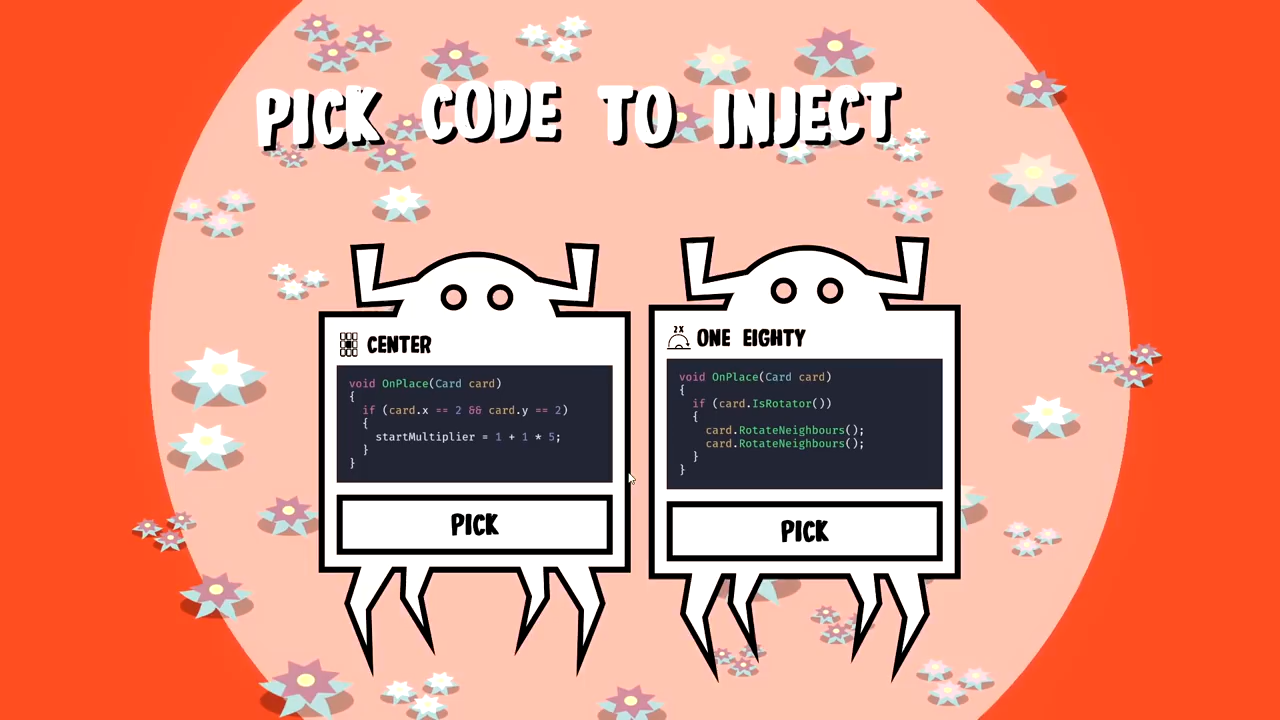 PICK CODE TO INJECT
CENTER
void OnPlace(Card card)
{
  if (card.x == 2 && card.y == 2)
  {
    startMultiplier = 1 + 1 * 5;
  }
}
PICK
2X
ONE EIGHTY
void OnPlace(Card card)
{
  if (card.IsRotator())
  {
    card.RotateNeighbours();
    card.RotateNeighbours();
  }
}
PICK